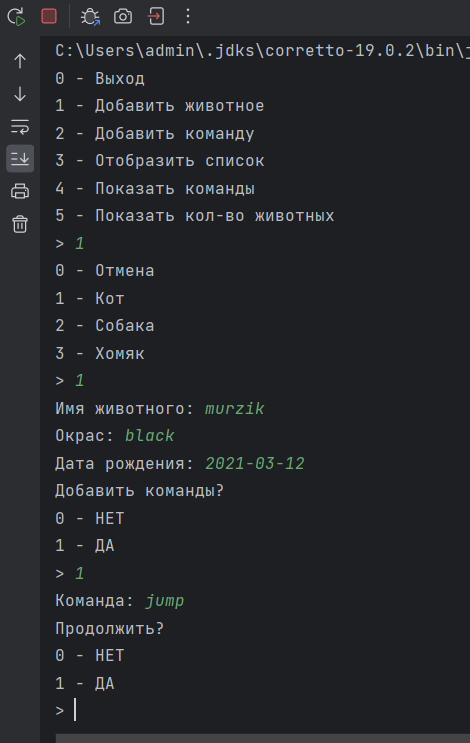 C:\Users\admin\.jdks\corretto-19.0.2\bin\j
0 - Выход
1 - Добавить животное
2 - Добавить команду
3 - Отобразить список
4 - Показать команды
5 - Показать кол-во животных
> 1
0 - Отмена
1 - Кот
2 - Собака
3 - Хомяк
> 1
Имя животного: murzik
Окрас: black
Дата рождения: 2021-03-12
Добавить команды?
0 - НЕТ
1 - ДА
> 1
Команда: jump
Продолжить?
0 - НЕТ
1 - ДА
>